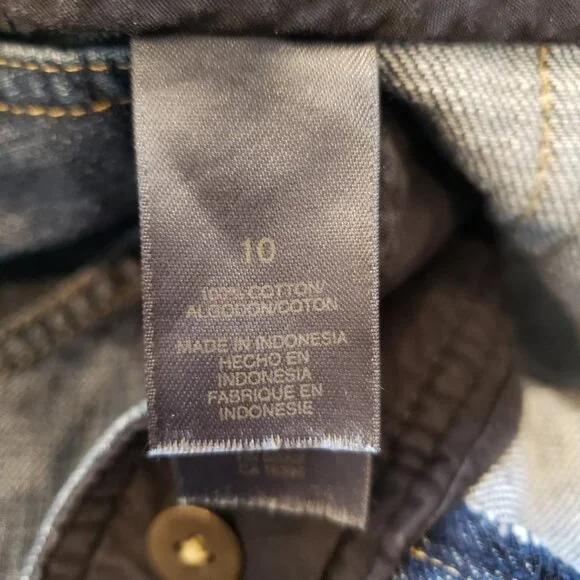 10
100% COTTON/
ALGODON/COTON
MADE IN INDONESIA
HECHO EN
INDONESIA
FABRIQUE EN
INDONESIE